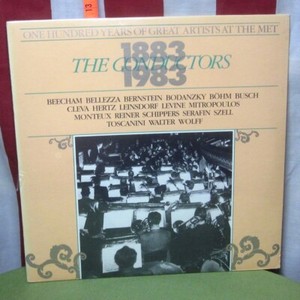 ONE HUNDRED YEARS OF GREAT ARTISTS AT THE MET
1883
THE CONDUCTORS
1983
BEECHAM BELLEZZA BERNSTEIN BODANZKY BÖHM BUSCH
CLEVA HERTZ LEINSDORF LEVINE MITROPOULOS
MONTEUX REINER SCHIPPERS SERAFIN SZELL
TOSCANINI WALTER WOLFF